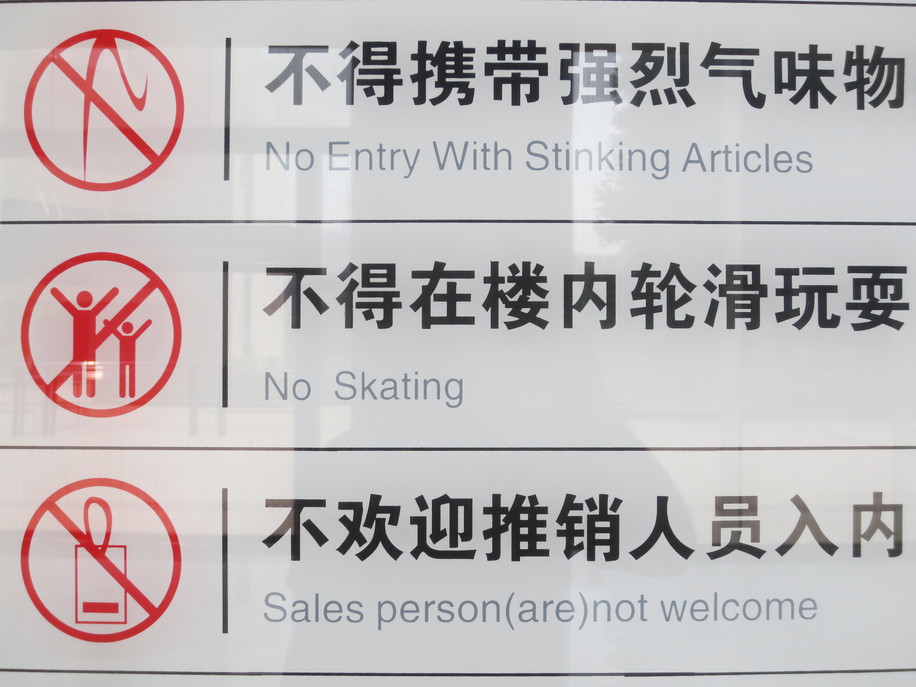 不得携带强烈气味物
No Entry With Stinking Articles
不得在楼内轮滑玩耍
No Skating
不欢迎推销人员入内
Sales person(are)not welcome